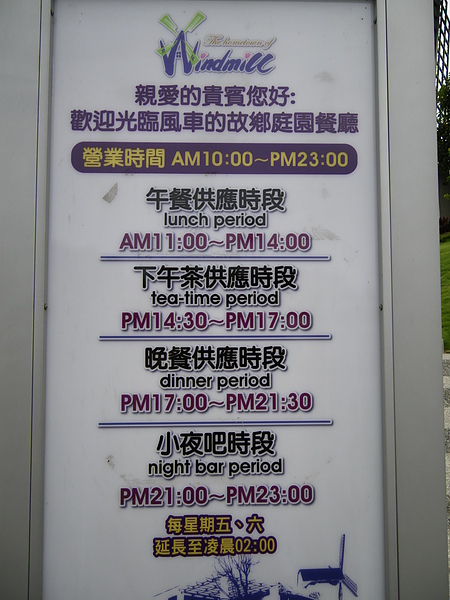 The hometown of
Windmill
親愛的貴賓您好:
歡迎光臨風車的故鄉庭園餐廳
營業時間 AM10:00~PM23:00
午餐供應時段
lunch period
AM11:00~PM14:00
下午茶供應時段
tea-time period
PM14:30~PM17:00
晚餐供應時段
dinner period
PM17:00~PM21:30
小夜吧時段
night bar period
PM21:00~PM23:00
每星期五、六
延長至凌晨02:00